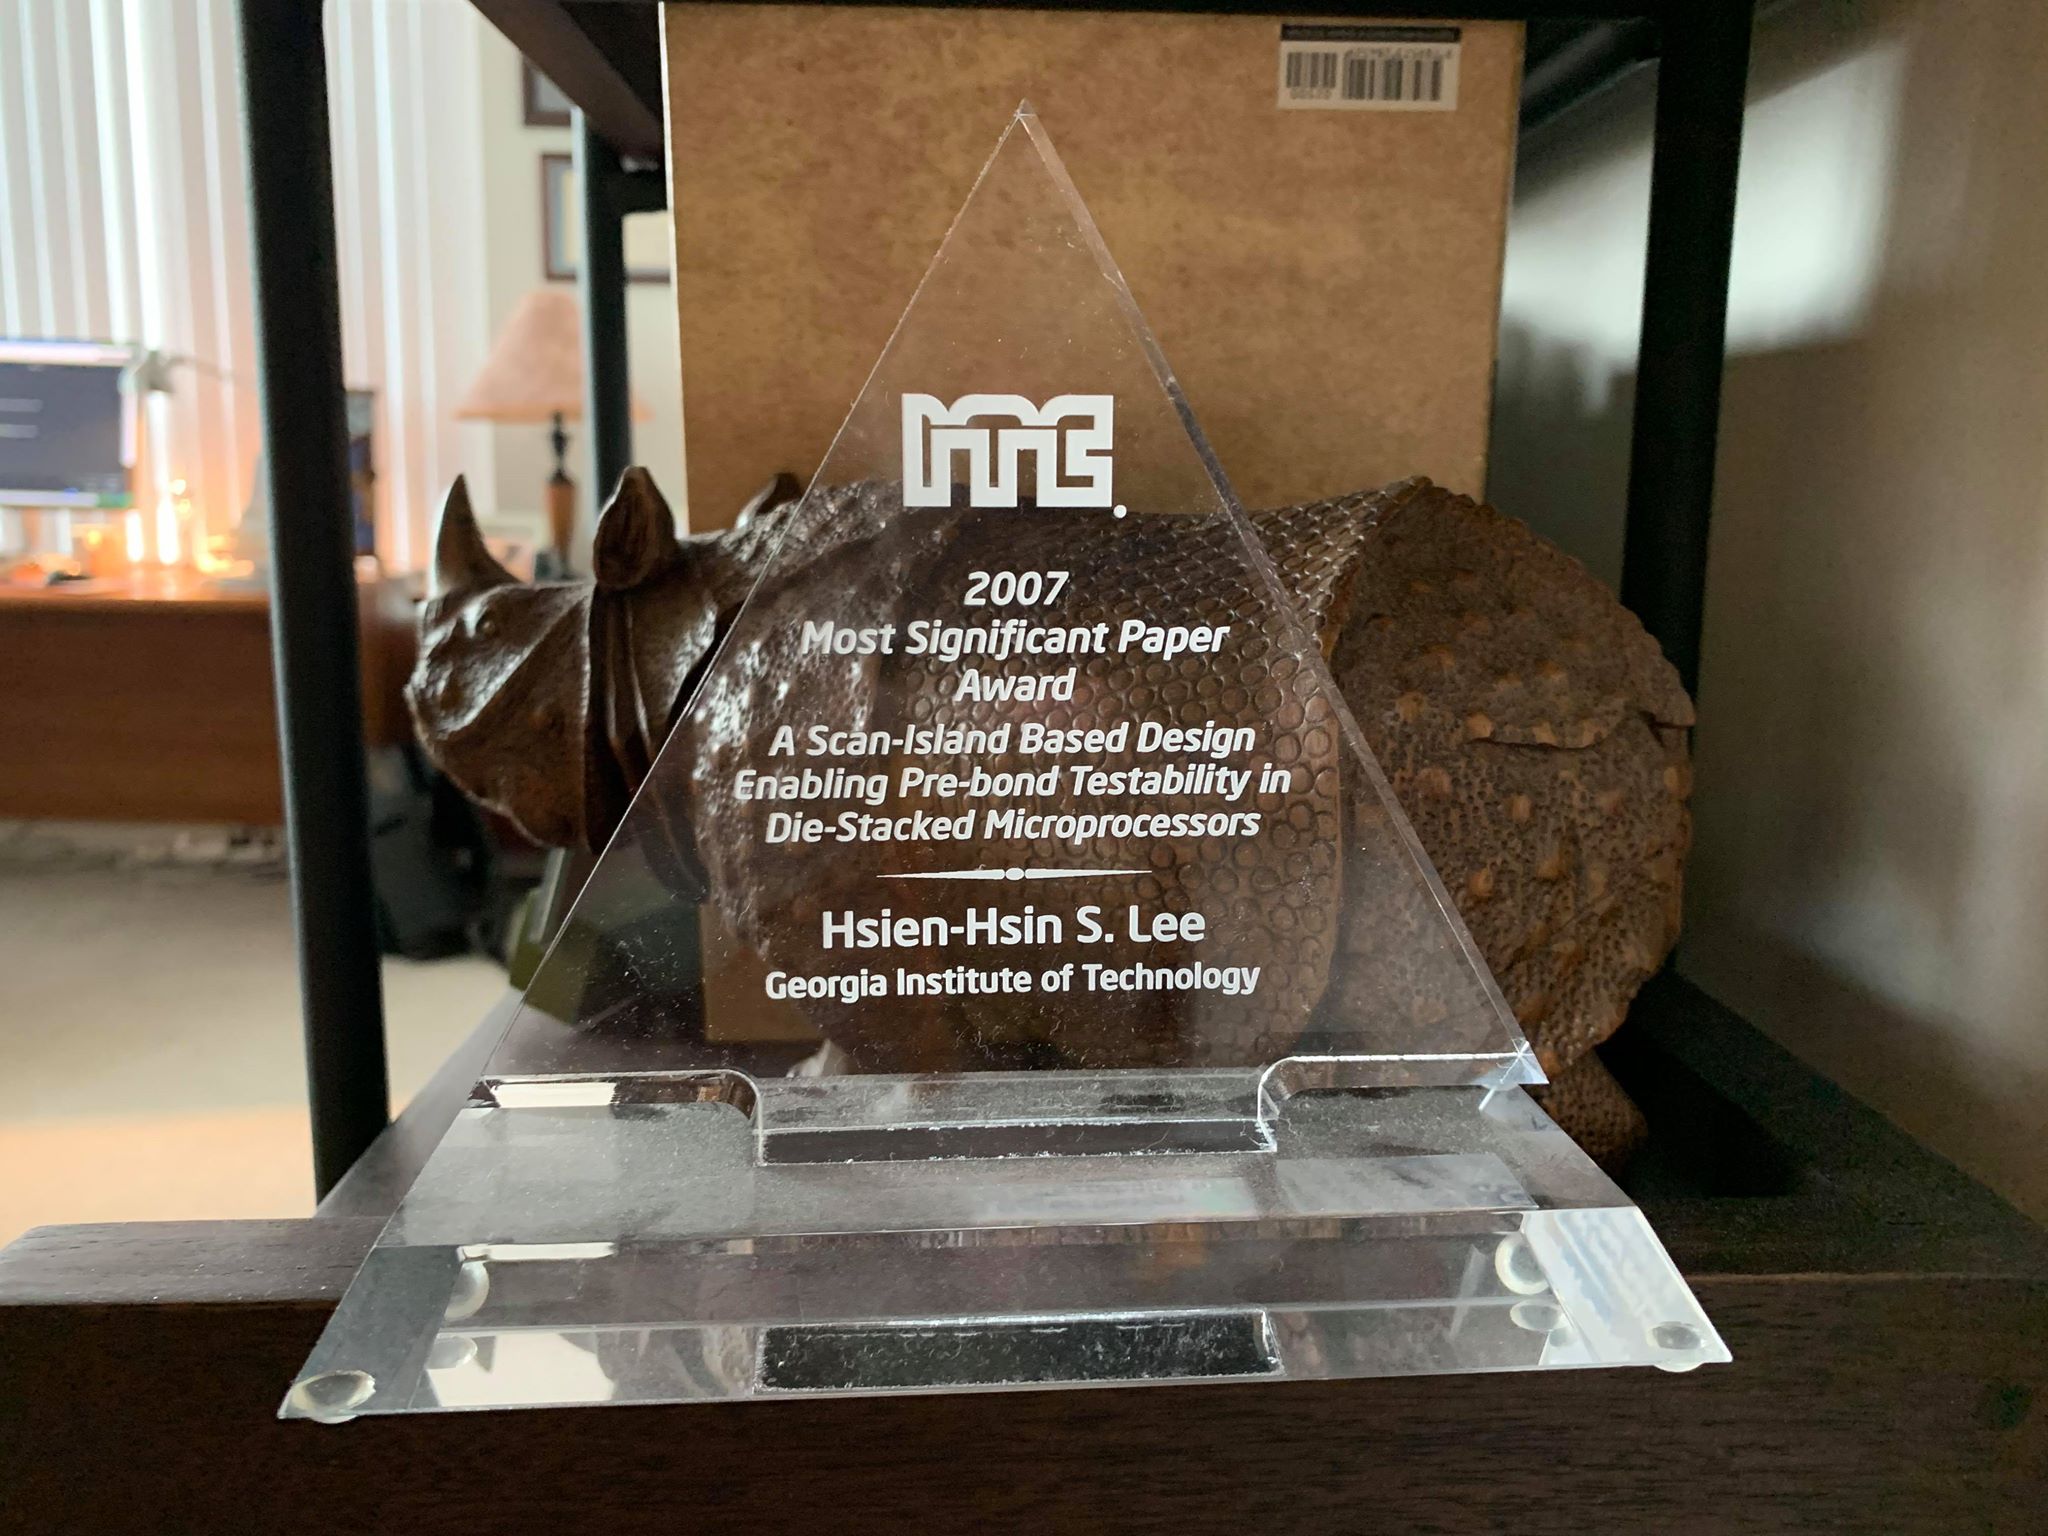 itc.
2007
Most Significant Paper
Award
A Scan-Island Based Design
Enabling Pre-bond Testability in
Die-Stacked Microprocessors
Hsien-Hsin S. Lee
Georgia Institute of Technology